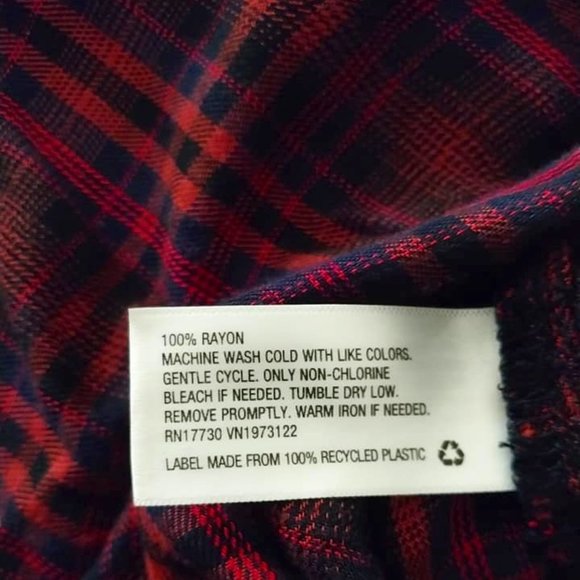 100% RAYON
MACHINE WASH COLD WITH LIKE COLORS.
GENTLE CYCLE. ONLY NON-CHLORINE
BLEACH IF NEEDED. TUMBLE DRY LOW.
REMOVE PROMPTLY. WARM IRON IF NEEDED.
RN17730 VN1973122
LABEL MADE FROM 100% RECYCLED PLASTIC